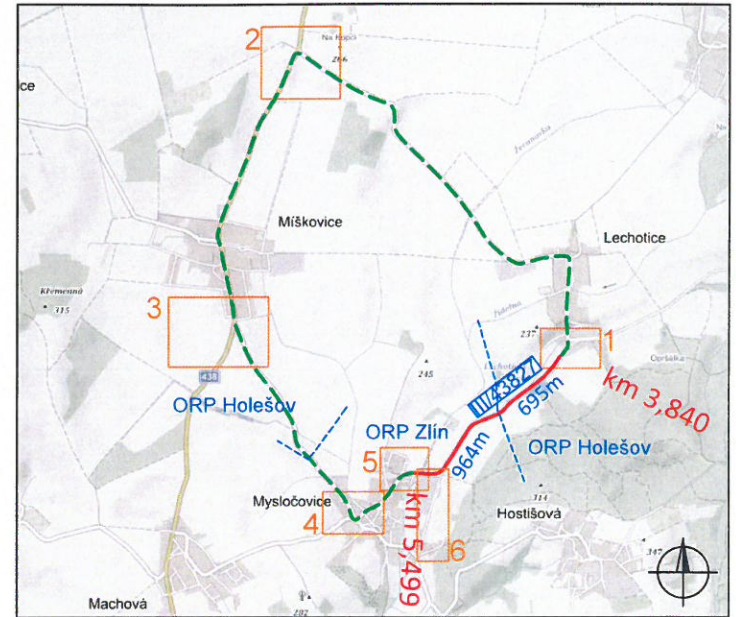 2
Na Kopci
266
ce
Míškovice
Lechotice
Křemenná
315
3
237
1
438
ORP Holešov
245
III/43827
695m
km 3,840
964m
ORP Zlín
ORP Holešov
5
Mysločovice
4
km 5,499
6
314
Hostišová
347
Machová
282